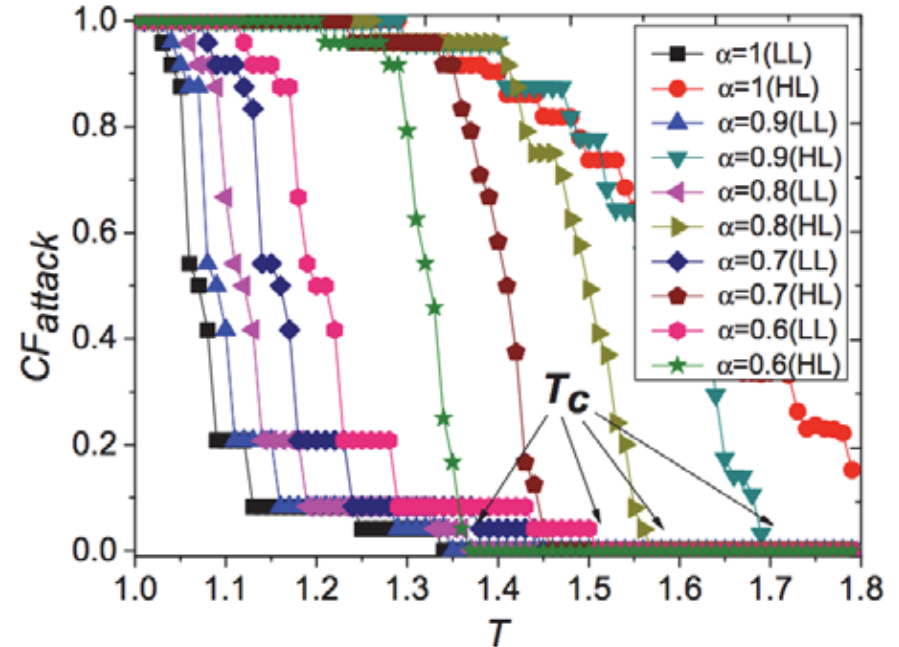 1.0
0.8
0.6
0.4
0.2
0.0
CFattack
α=1(LL)
α=1(HL)
α=0.9(LL)
α=0.9(HL)
α=0.8(LL)
α=0.8(HL)
α=0.7(LL)
α=0.7(HL)
α=0.6(LL)
α=0.6(HL)
Tc
1.0 1.1 1.2 1.3 1.4 1.5 1.6 1.7 1.8
T